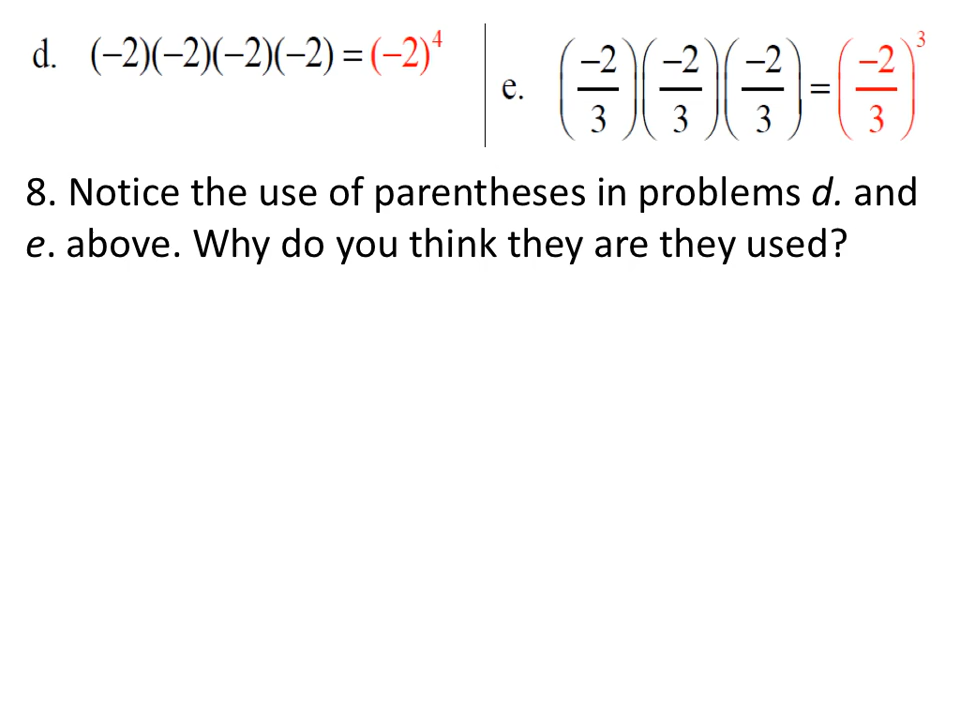 d. (−2)(−2)(−2)(−2) = (−2)⁴
e. (−2/3)(−2/3)(−2/3) = (−2/3)³
8. Notice the use of parentheses in problems d. and
e. above. Why do you think they are they used?